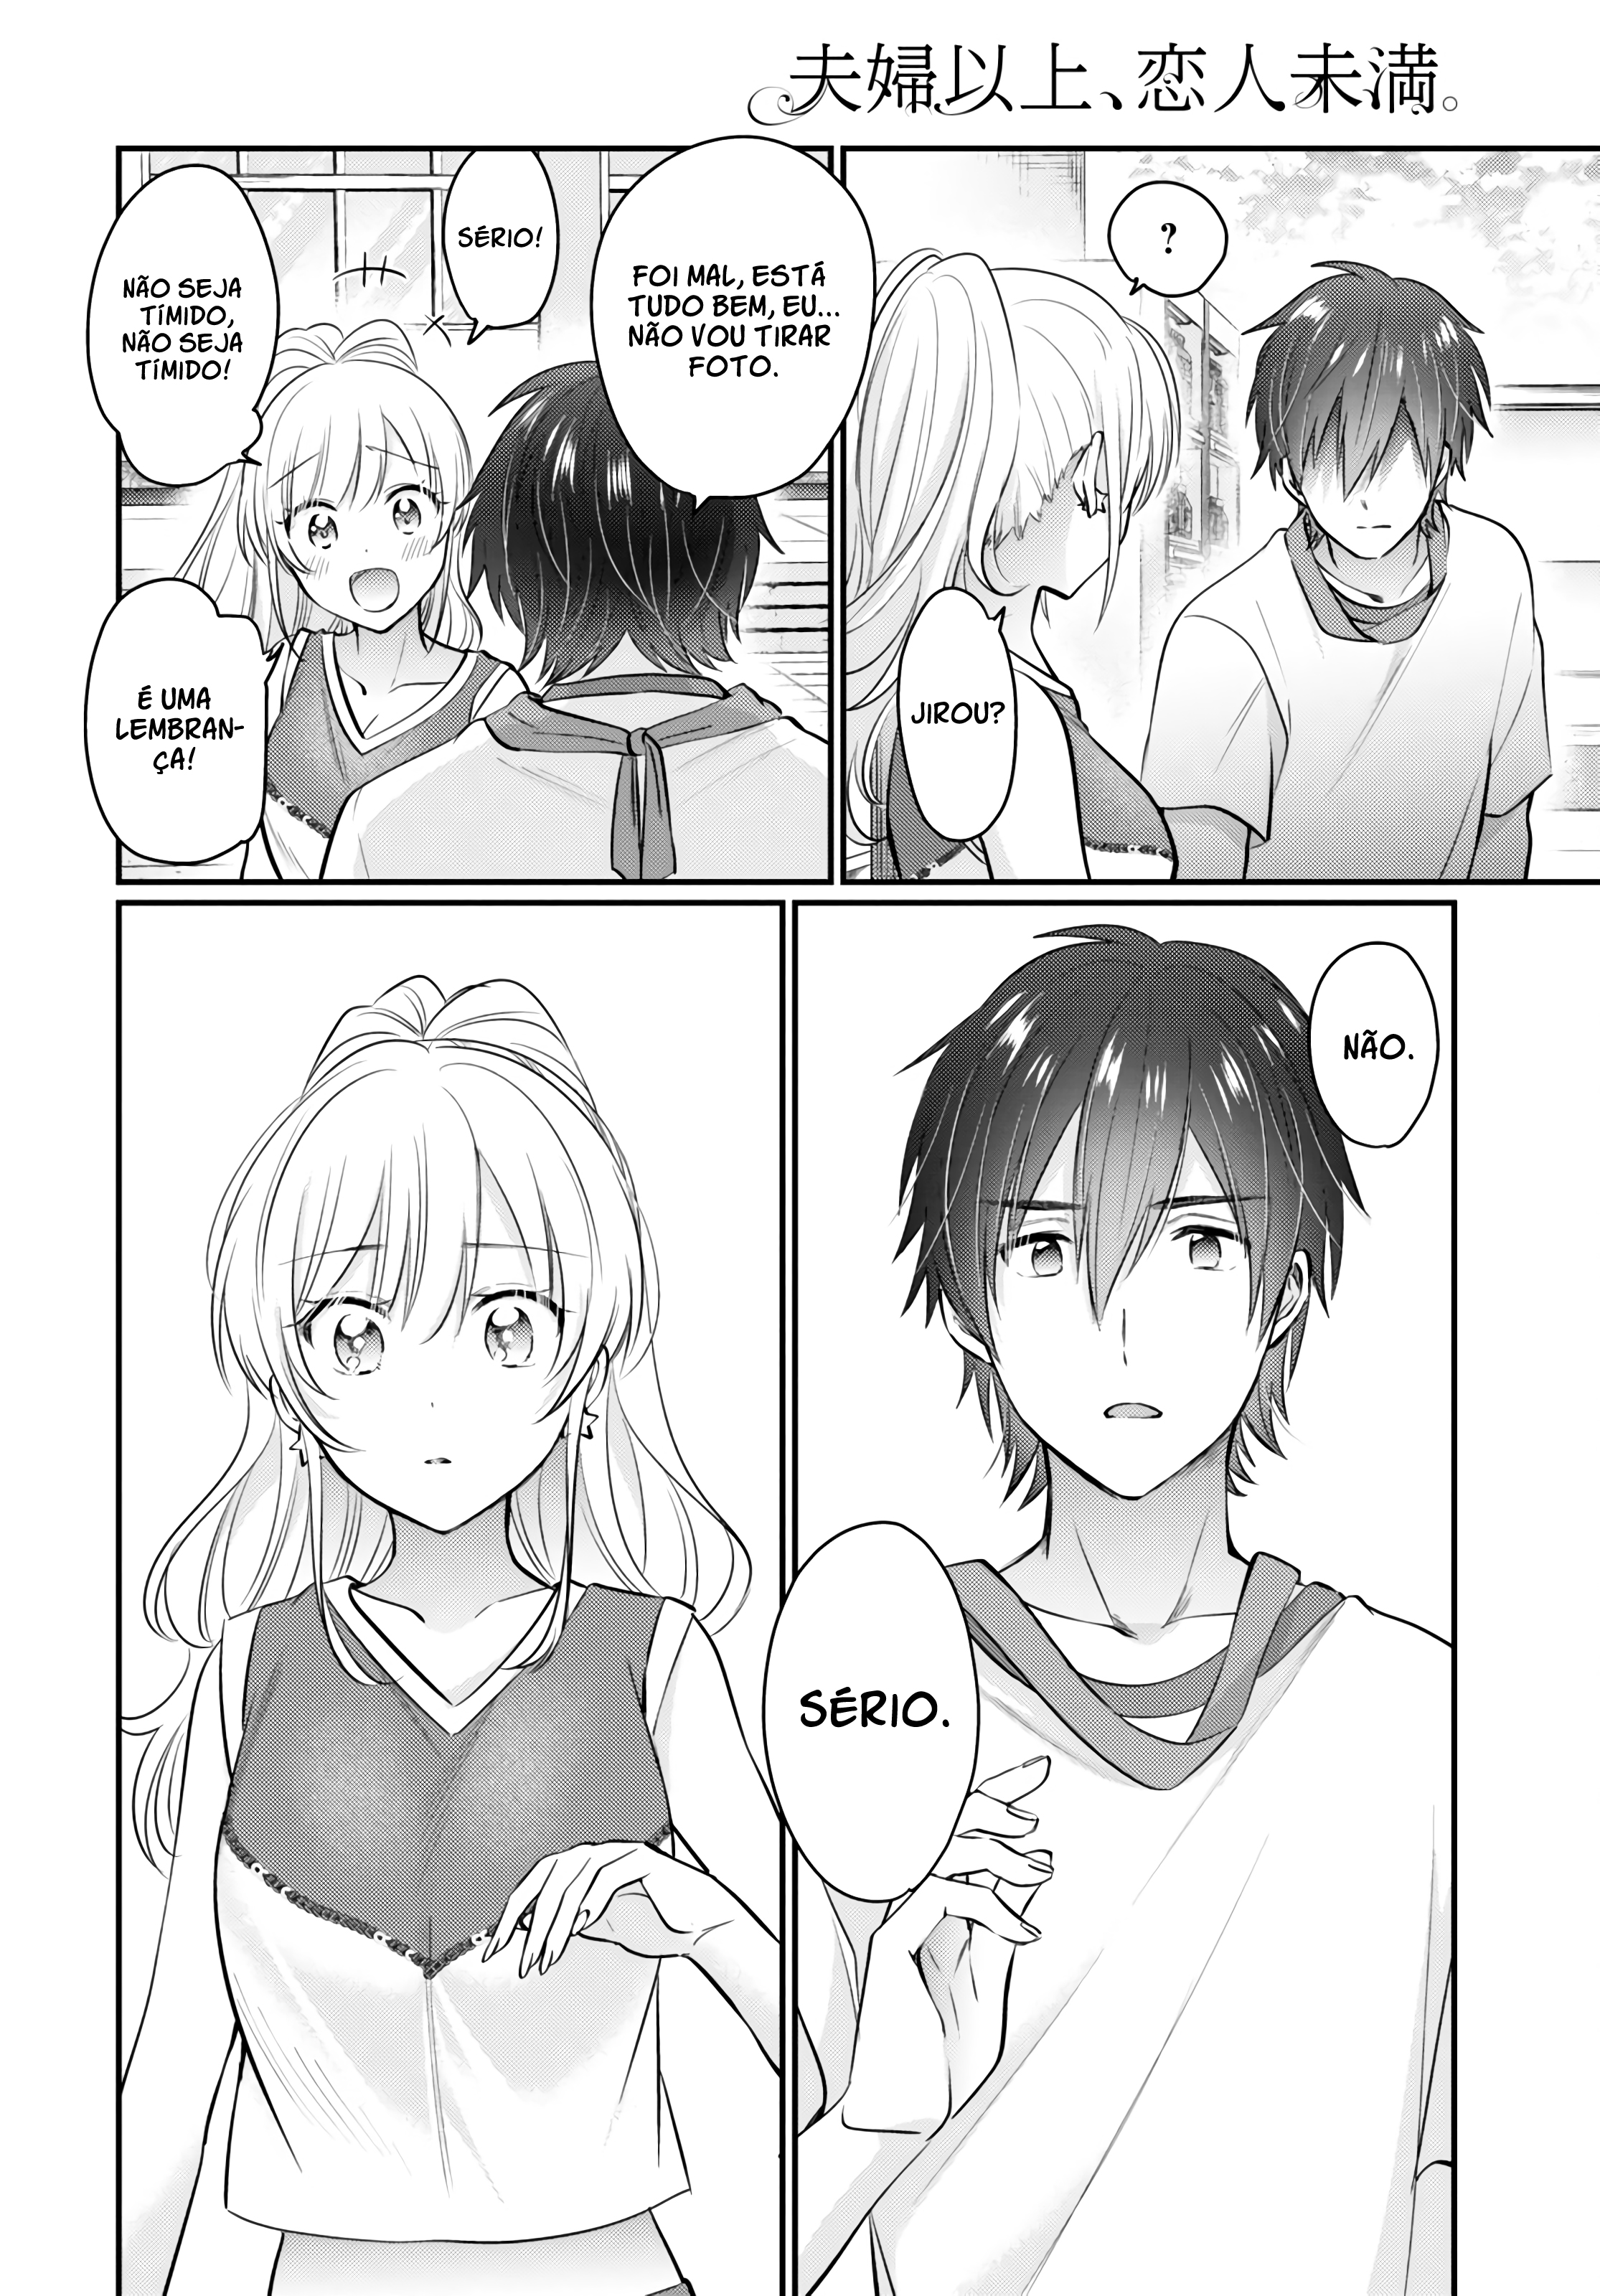 夫婦以上、恋人未満。
?
JIROU?
FOI MAL, ESTÁ
TUDO BEM, EU...
NÃO VOU TIRAR
FOTO.
SÉRIO!
NÃO SEJA
TÍMIDO,
NÃO SEJA
TÍMIDO!
É UMA
LEMBRAN-
ÇA!
NÃO.
SÉRIO.